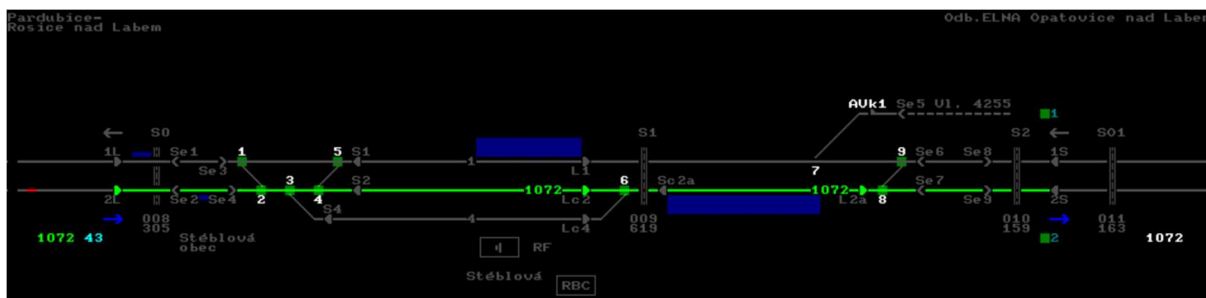 Pardubice-
Rosice nad Labem
Odb.ELNA Opatovice nad Labem
AVk1 Se5 Vl. 4255
1
S0 S1 S2 S01
1L Se1 1 5 S1 1 L1 9 Se6 Se8 1S
Se3 7
1072 1072
2L Se2 Se4 2 3 4 S2 Lc2 6 Sc2a L2a 8 Se7 Se9 2S
S4 4 Lc4
008
305
009
619
010
159
011
163
1072 43
Stéblová
obec
2
1072
RF
Stéblová
RBC